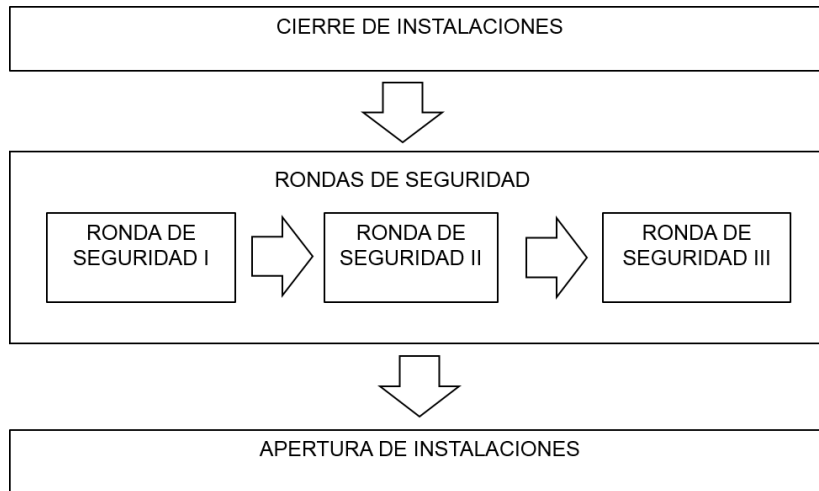 CIERRE DE INSTALACIONES
RONDAS DE SEGURIDAD
RONDA DE
SEGURIDAD I
RONDA DE
SEGURIDAD II
RONDA DE
SEGURIDAD III
APERTURA DE INSTALACIONES